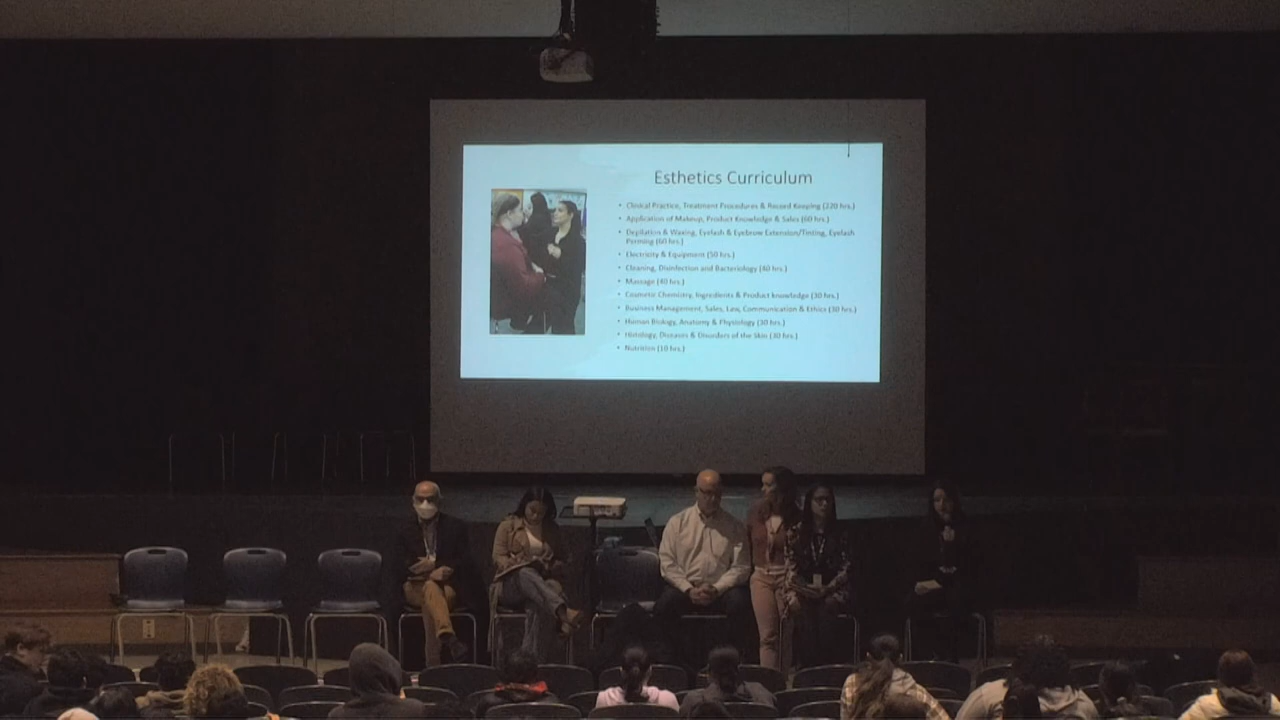 Esthetics Curriculum
• Clinical Practice, Treatment Procedures & Record Keeping (220 hrs.)
• Application of Makeup, Product Knowledge & Sales (60 hrs.)
• Depilation & Waxing, Eyelash & Eyebrow Extension/Tinting, Eyelash
Perming (60 hrs.)
• Electricity & Equipment (50 hrs.)
• Cleaning, Disinfection and Bacteriology (40 hrs.)
• Massage (40 hrs.)
• Cosmetic Chemistry, Ingredients & Product knowledge (30 hrs.)
• Business Management, Sales, Law, Communication & Ethics (30 hrs.)
• Human Biology, Anatomy & Physiology (30 hrs.)
• Histology, Diseases & Disorders of the Skin (30 hrs.)
• Nutrition (10 hrs.)